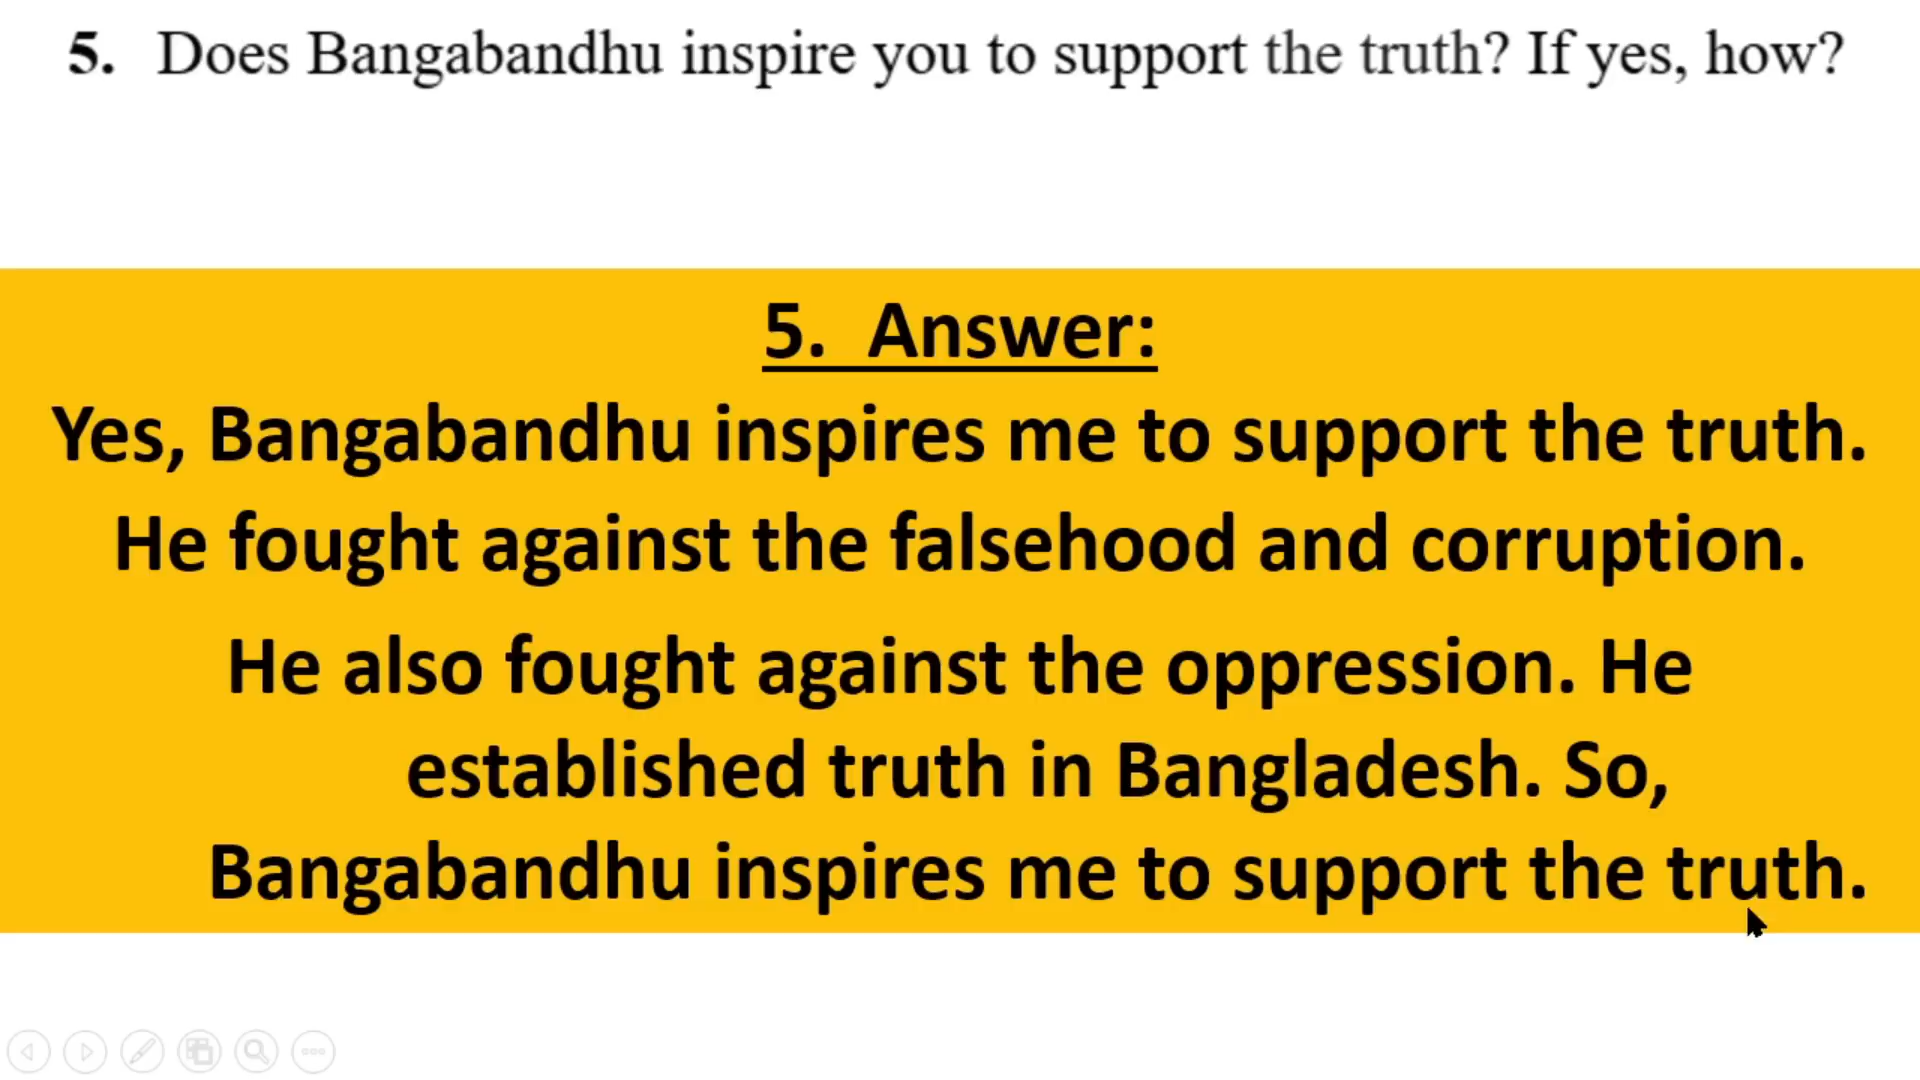 5. Does Bangabandhu inspire you to support the truth? If yes, how?
5. Answer:
Yes, Bangabandhu inspires me to support the truth.
He fought against the falsehood and corruption.
He also fought against the oppression. He
established truth in Bangladesh. So,
Bangabandhu inspires me to support the truth.